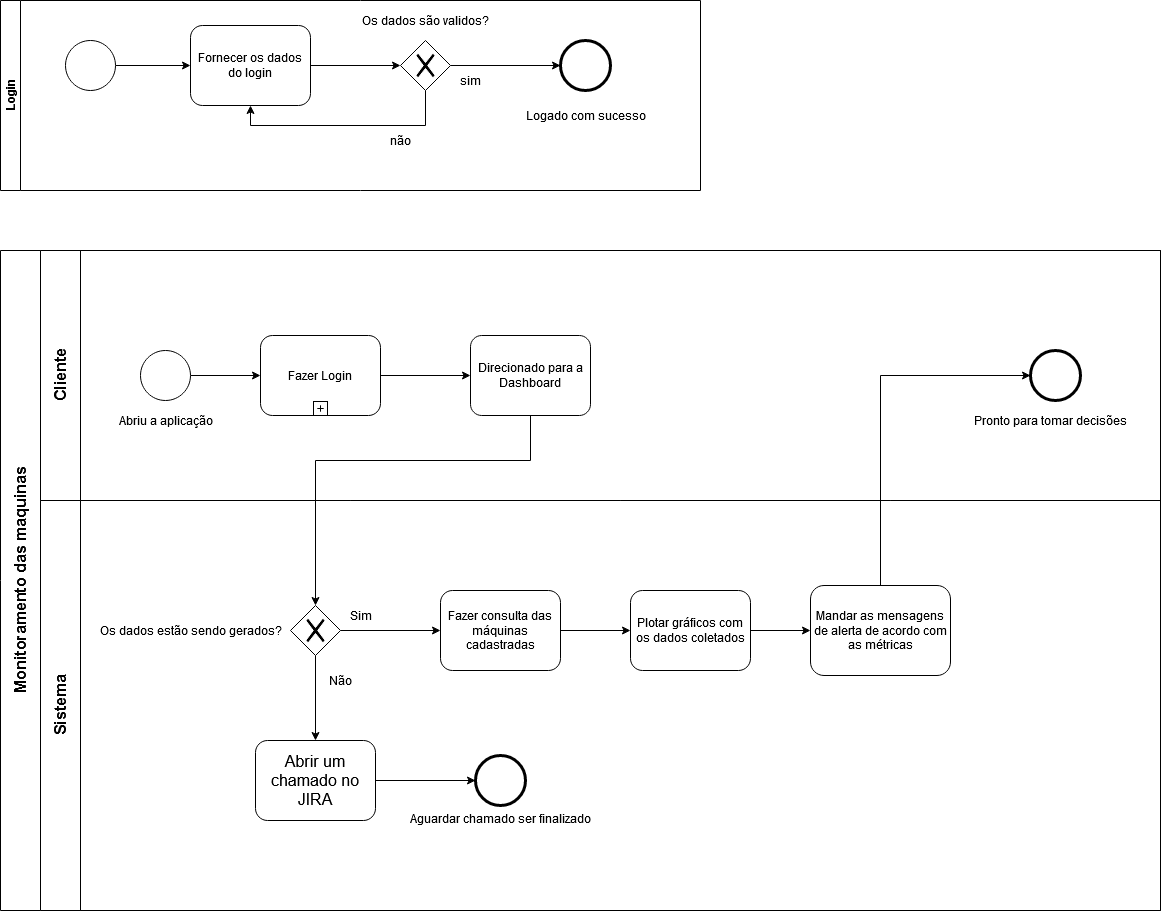 Login
Os dados são validos?
Fornecer os dados
do login
sim
não
Logado com sucesso
Monitoramento das maquinas
Cliente
Abriu a aplicação
Fazer Login
+
Direcionado para a
Dashboard
Pronto para tomar decisões
Sistema
Os dados estão sendo gerados?
Sim
Não
Fazer consulta das
máquinas
cadastradas
Plotar gráficos com
os dados coletados
Mandar as mensagens
de alerta de acordo com
as métricas
Abrir um
chamado no
JIRA
Aguardar chamado ser finalizado